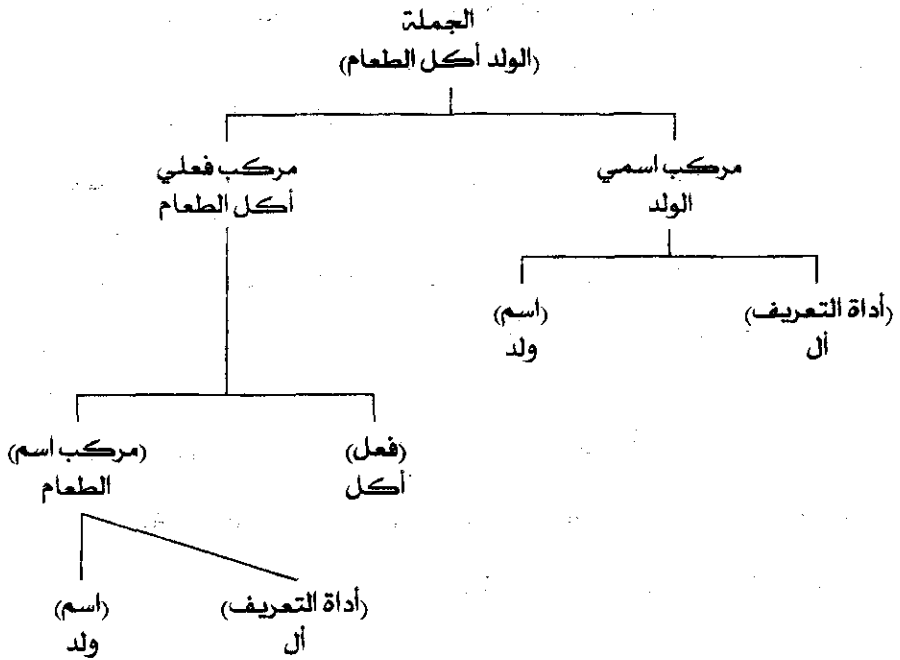 الجملة
(الولد أكل الطعام)
مركب اسمي
الولد
مركب فعلي
أكل الطعام
(أداة التعريف)
أل
(اسم)
ولد
(فعل)
أكل
(مركب اسم)
الطعام
(أداة التعريف)
أل
(اسم)
ولد